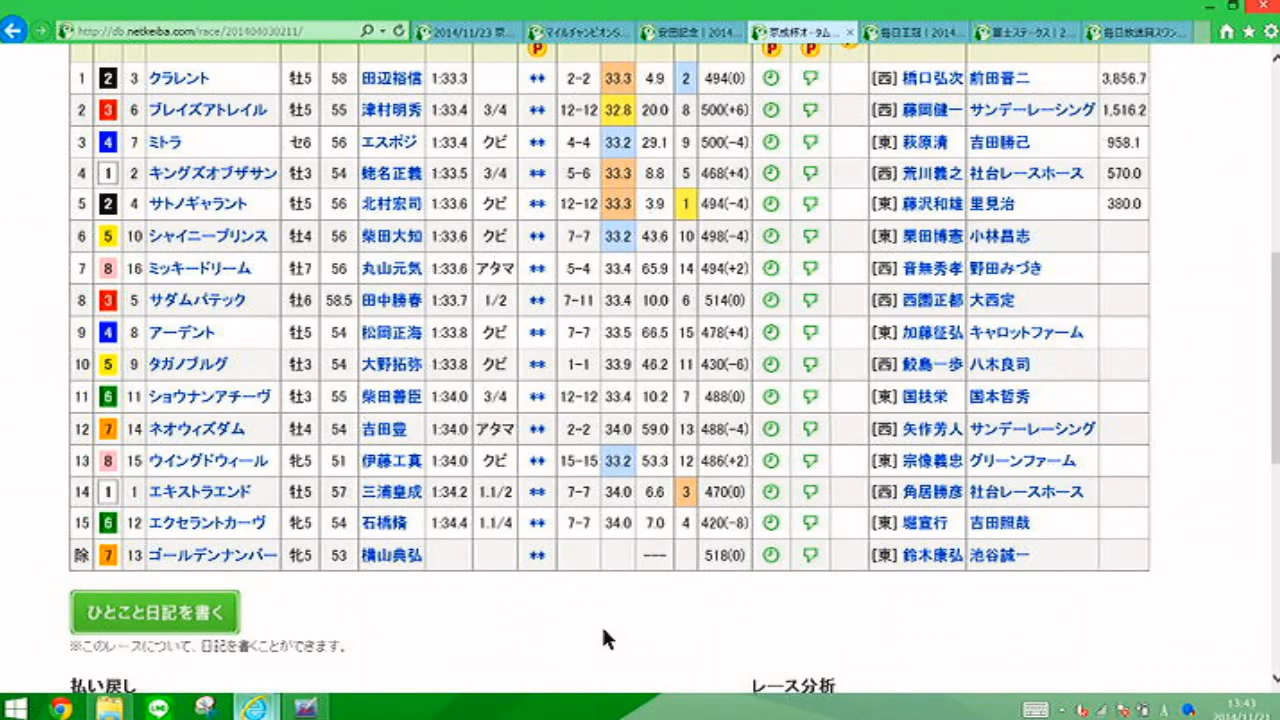 http://db.netkeiba.com/race/201404030211/
2014/11/23 京... マイルチャンピオンS... 安田記念 | 2014... 京成杯オータム... × 毎日王冠 | 2014... 富士ステークス | 2... 毎日放送賞スワン...
P P P
1 2 3 クラレント 牡5 58 田辺裕信 1:33.3 ** 2-2 33.3 4.9 2 494(0) [西] 橋口弘次 前田晋二 3,856.7
2 3 6 ブレイズアトレイル 牡5 55 津村明秀 1:33.4 3/4 ** 12-12 32.8 20.0 8 500(+6) [西] 藤岡健一 サンデーレーシング 1,516.2
3 4 7 ミトラ セ6 56 エスポジ 1:33.4 クビ ** 4-4 33.2 29.1 9 500(-4) [東] 萩原清 吉田勝己 958.1
4 1 2 キングズオブザサン 牡3 54 蛯名正義 1:33.5 3/4 ** 5-6 33.3 8.8 5 468(+4) [西] 荒川義之 社台レースホース 570.0
5 2 4 サトノギャラント 牡5 56 北村宏司 1:33.6 クビ ** 12-12 33.3 3.9 1 494(-4) [東] 藤沢和雄 里見治 380.0
6 5 10 シャイニープリンス 牡4 56 柴田大知 1:33.6 クビ ** 7-7 33.2 43.6 10 498(-4) [東] 栗田博憲 小林昌志
7 8 16 ミッキードリーム 牡7 56 丸山元気 1:33.6 アタマ ** 5-4 33.4 65.9 14 494(+2) [西] 音無秀孝 野田みづき
8 3 5 サダムパテック 牡6 58.5 田中勝春 1:33.7 1/2 ** 7-11 33.4 10.0 6 514(0) [西] 西園正都 大西定
9 4 8 アーデント 牡5 54 松岡正海 1:33.8 クビ ** 7-7 33.5 66.5 15 478(+4) [東] 加藤征弘 キャロットファーム
10 5 9 タガノブルグ 牡3 54 大野拓弥 1:33.8 クビ ** 1-1 33.9 46.2 11 430(-6) [西] 鮫島一歩 八木良司
11 6 11 ショウナンアチーヴ 牡3 55 柴田善臣 1:34.0 3/4 ** 12-12 33.4 10.2 7 488(0) [東] 国枝栄 国本哲秀
12 7 14 ネオウィズダム 牡4 54 吉田豊 1:34.0 アタマ ** 2-2 34.0 59.0 13 488(-4) [西] 矢作芳人 サンデーレーシング
13 8 15 ウイングドウィール 牝5 51 伊藤工真 1:34.0 クビ ** 15-15 33.2 53.3 12 486(+2) [東] 宗像義忠 グリーンファーム
14 1 1 エキストラエンド 牡5 57 三浦皇成 1:34.2 1.1/2 ** 7-7 34.0 6.6 3 470(0) [西] 角居勝彦 社台レースホース
15 6 12 エクセラントカーヴ 牝5 54 石橋脩 1:34.4 1.1/4 ** 7-7 34.0 7.0 4 420(-8) [東] 堀宣行 吉田照哉
除 7 13 ゴールデンナンバー 牝5 53 横山典弘 ** --- 518(0) [東] 鈴木康弘 池谷誠一
ひとこと日記を書く
※このレースについて、日記を書くことができます。
払い戻し レース分析
LINE A 13:43
2014/11/21